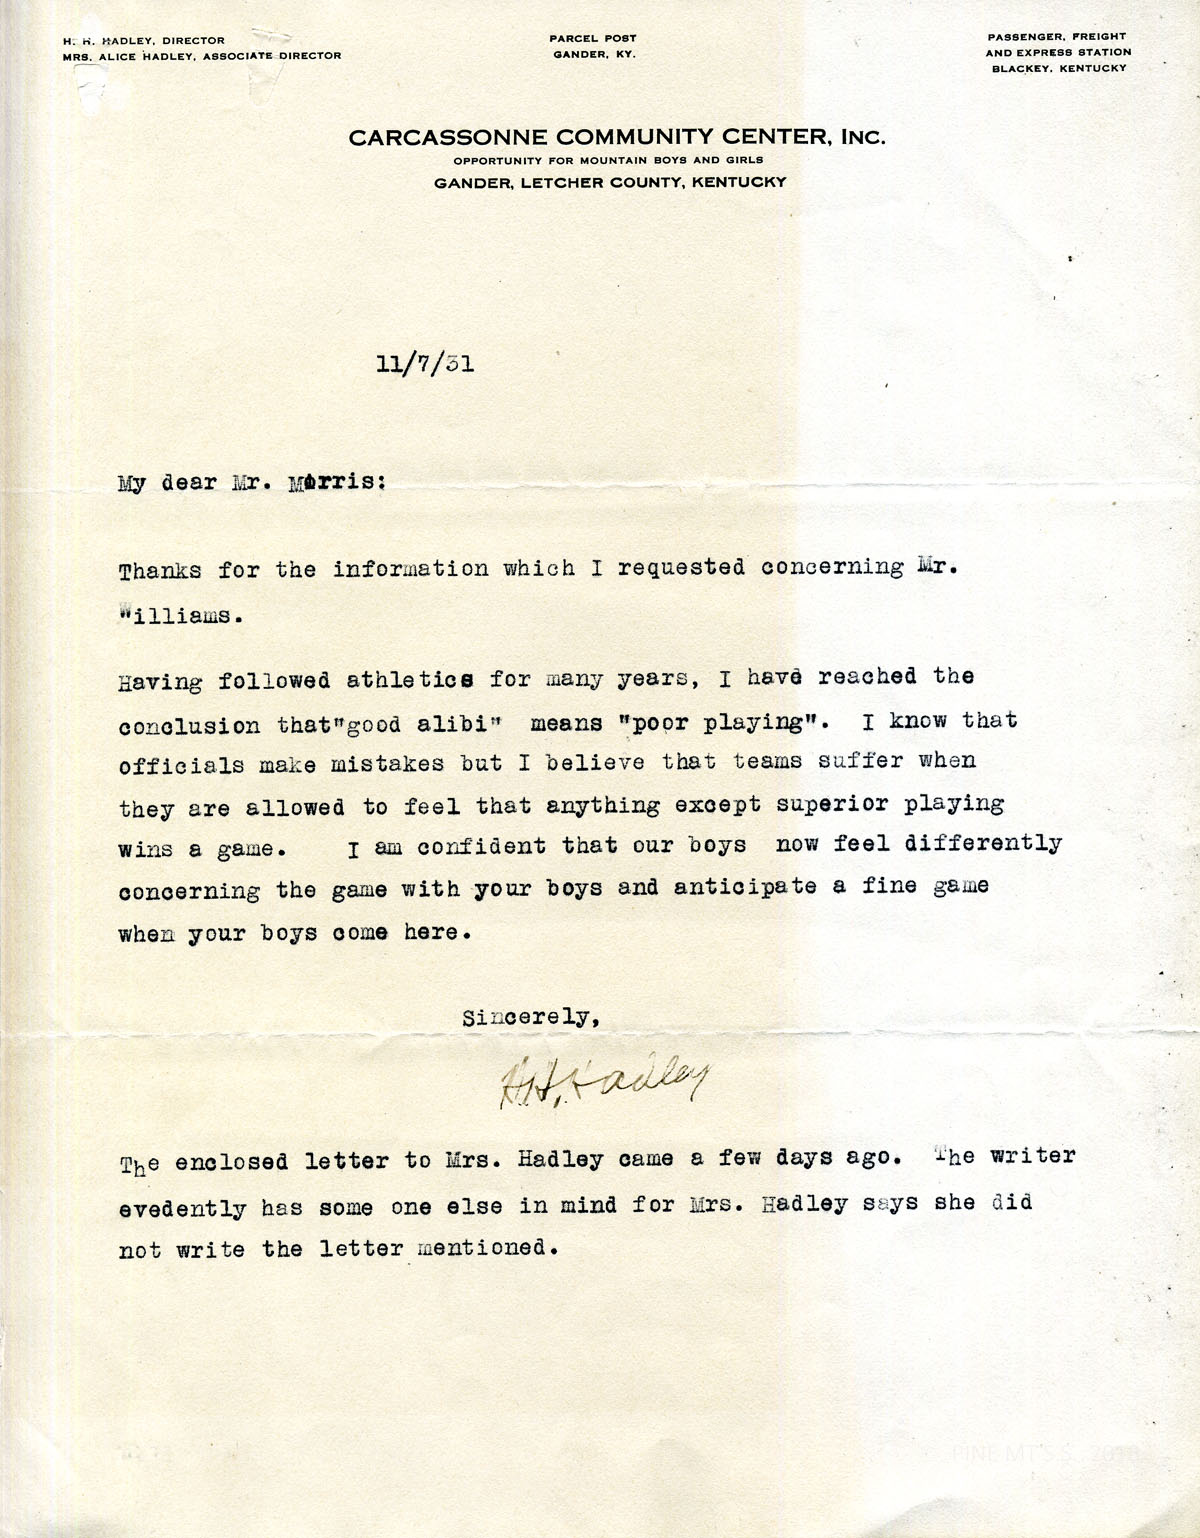 H. H. HADLEY, DIRECTOR
MRS. ALICE HADLEY, ASSOCIATE DIRECTOR
PARCEL POST
GANDER, KY.
PASSENGER, FREIGHT
AND EXPRESS STATION
BLACKEY, KENTUCKY
CARCASSONNE COMMUNITY CENTER, INC.
OPPORTUNITY FOR MOUNTAIN BOYS AND GIRLS
GANDER, LETCHER COUNTY, KENTUCKY
11/7/31
My dear Mr. Morris:
Thanks for the information which I requested concerning Mr.
Williams.
Having followed athletics for many years, I have reached the
conclusion that"good alibi" means "poor playing". I know that
officials make mistakes but I believe that teams suffer when
they are allowed to feel that anything except superior playing
wins a game. I am confident that our boys now feel differently
concerning the game with your boys and anticipate a fine game
when your boys come here.
Sincerely,
H.H. Hadley
The enclosed letter to Mrs. Hadley came a few days ago. The writer
evedently has some one else in mind for Mrs. Hadley says she did
not write the letter mentioned.
PINE MT S S